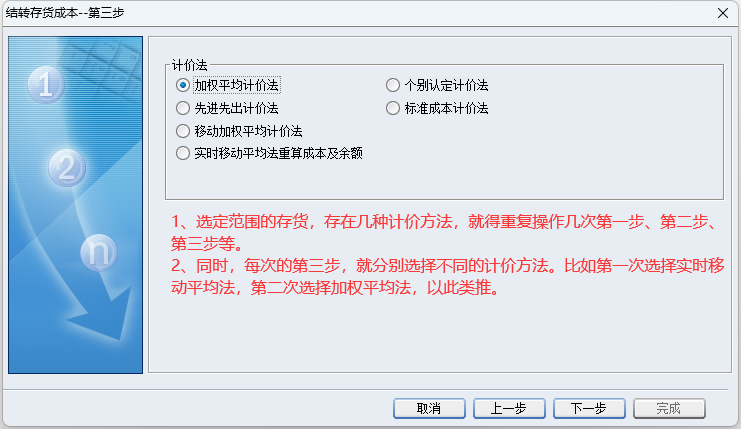 结转存货成本--第三步
1
2
n
计价法
加权平均计价法
个别认定计价法
先进先出计价法
标准成本计价法
移动加权平均计价法
实时移动平均法重算成本及余额
1、选定范围的存货，存在几种计价方法，就得重复操作几次第一步、第二步、
第三步等。
2、同时，每次的第三步，就分别选择不同的计价方法。比如第一次选择实时移
动平均法，第二次选择加权平均法，以此类推。
取消
上一步
下一步
完成